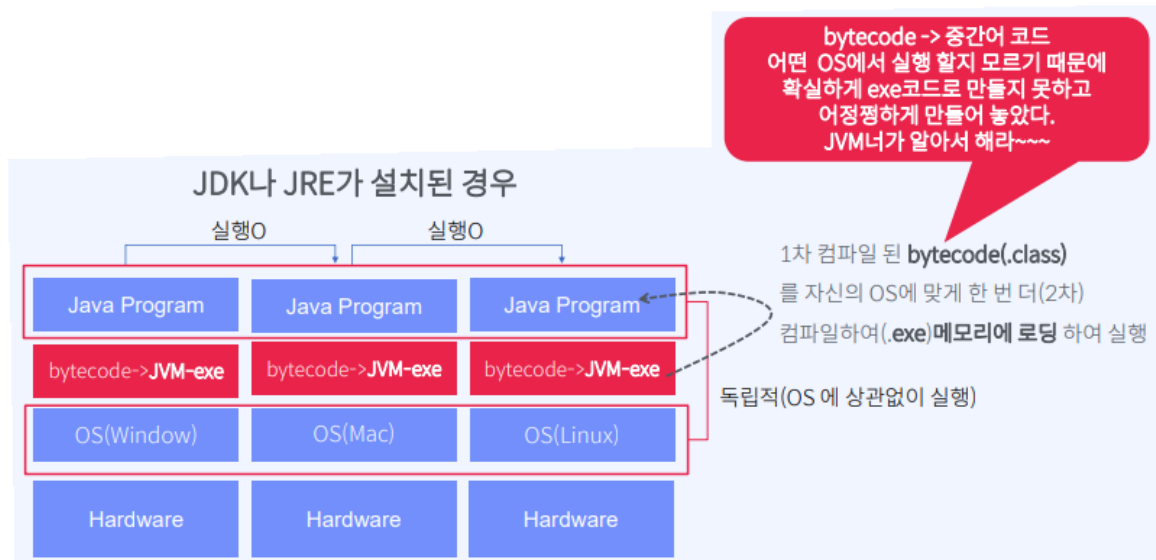 bytecode -> 중간어 코드
어떤 OS에서 실행 할지 모르기 때문에
확실하게 exe코드로 만들지 못하고
어정쩡하게 만들어 놓았다.
JVM너가 알아서 해라~~~
JDK나 JRE가 설치된 경우
실행O 실행O
Java Program Java Program Java Program
bytecode->JVM-exe bytecode->JVM-exe bytecode->JVM-exe
OS(Window) OS(Mac) OS(Linux)
Hardware Hardware Hardware
1차 컴파일 된 bytecode(.class)
를 자신의 OS에 맞게 한 번 더(2차)
컴파일하여(.exe)메모리에 로딩 하여 실행
독립적(OS 에 상관없이 실행)